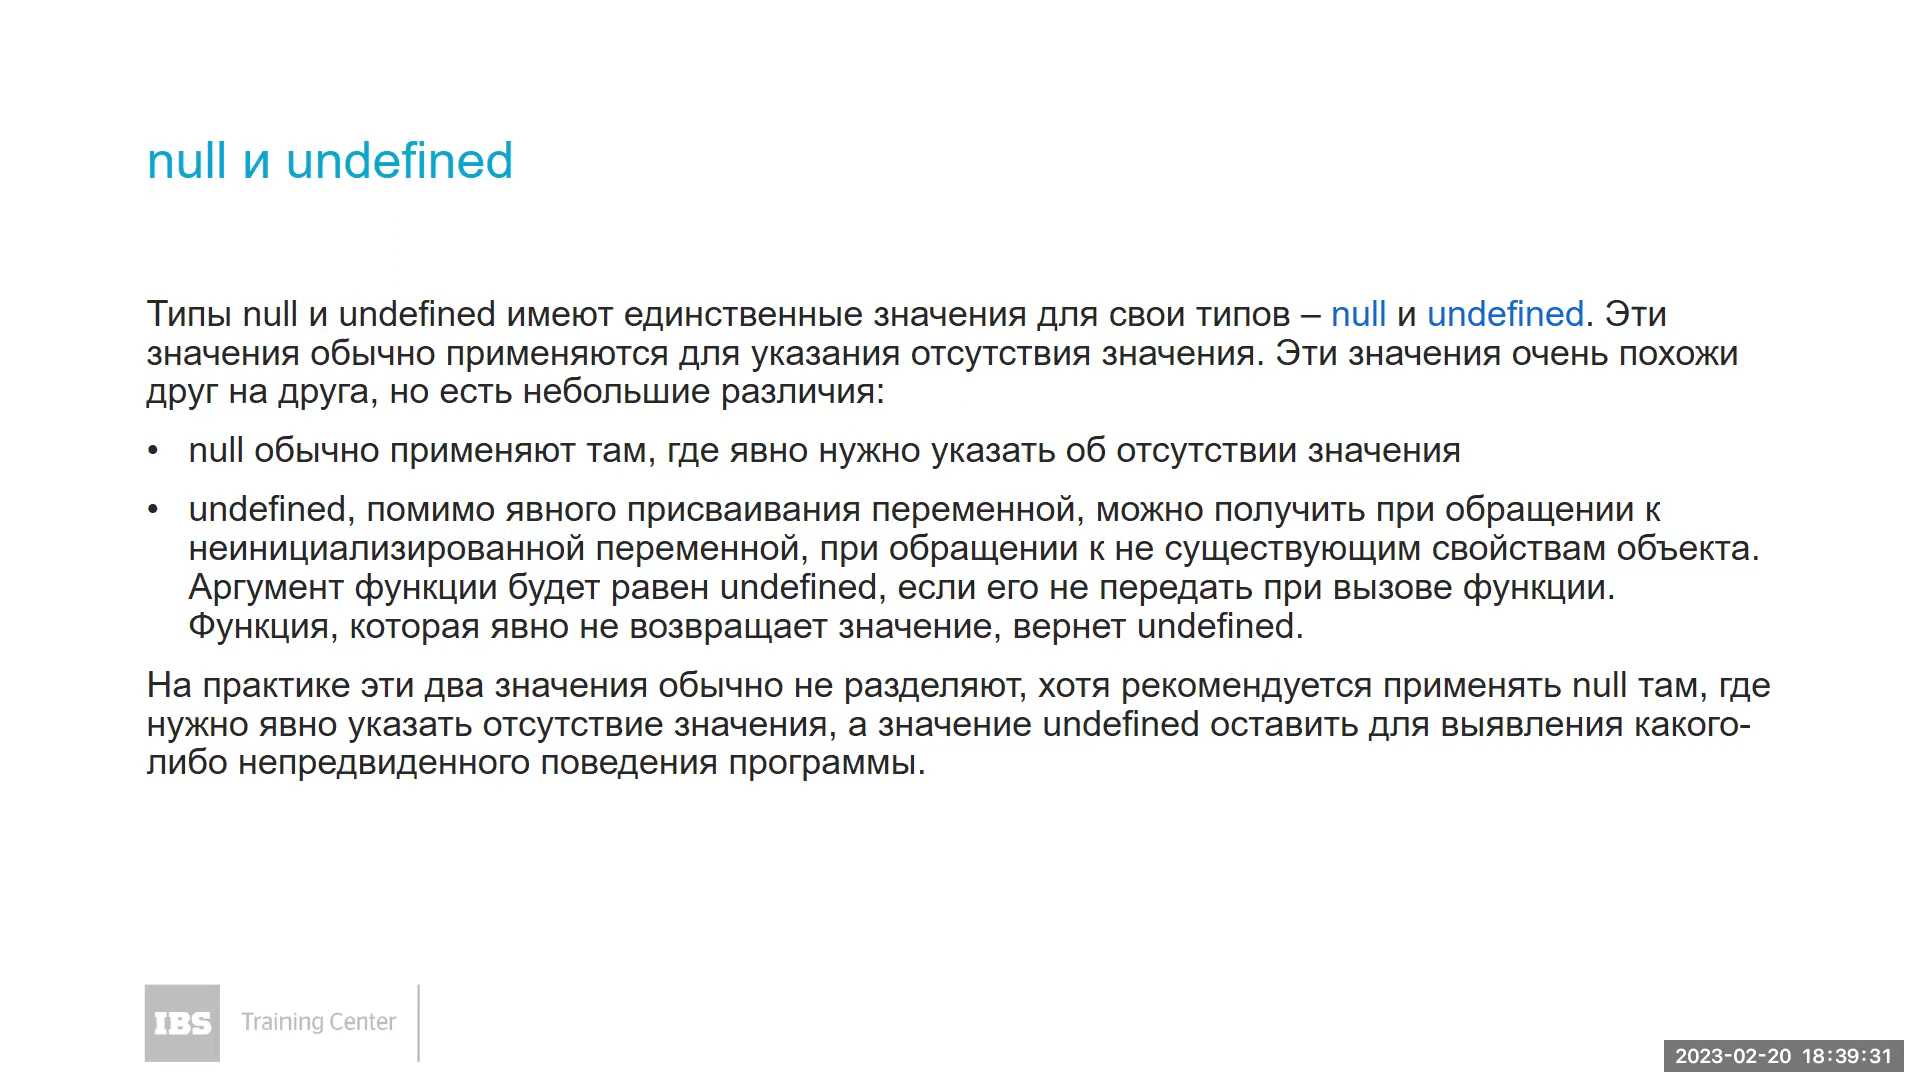 null и undefined
Типы null и undefined имеют единственные значения для свои типов – null и undefined. Эти
значения обычно применяются для указания отсутствия значения. Эти значения очень похожи
друг на друга, но есть небольшие различия:
• null обычно применяют там, где явно нужно указать об отсутствии значения
• undefined, помимо явного присваивания переменной, можно получить при обращении к
неинициализированной переменной, при обращении к не существующим свойствам объекта.
Аргумент функции будет равен undefined, если его не передать при вызове функции.
Функция, которая явно не возвращает значение, вернет undefined.
На практике эти два значения обычно не разделяют, хотя рекомендуется применять null там, где
нужно явно указать отсутствие значения, а значение undefined оставить для выявления какого-
либо непредвиденного поведения программы.
IBS Training Center
2023-02-20 18:39:31